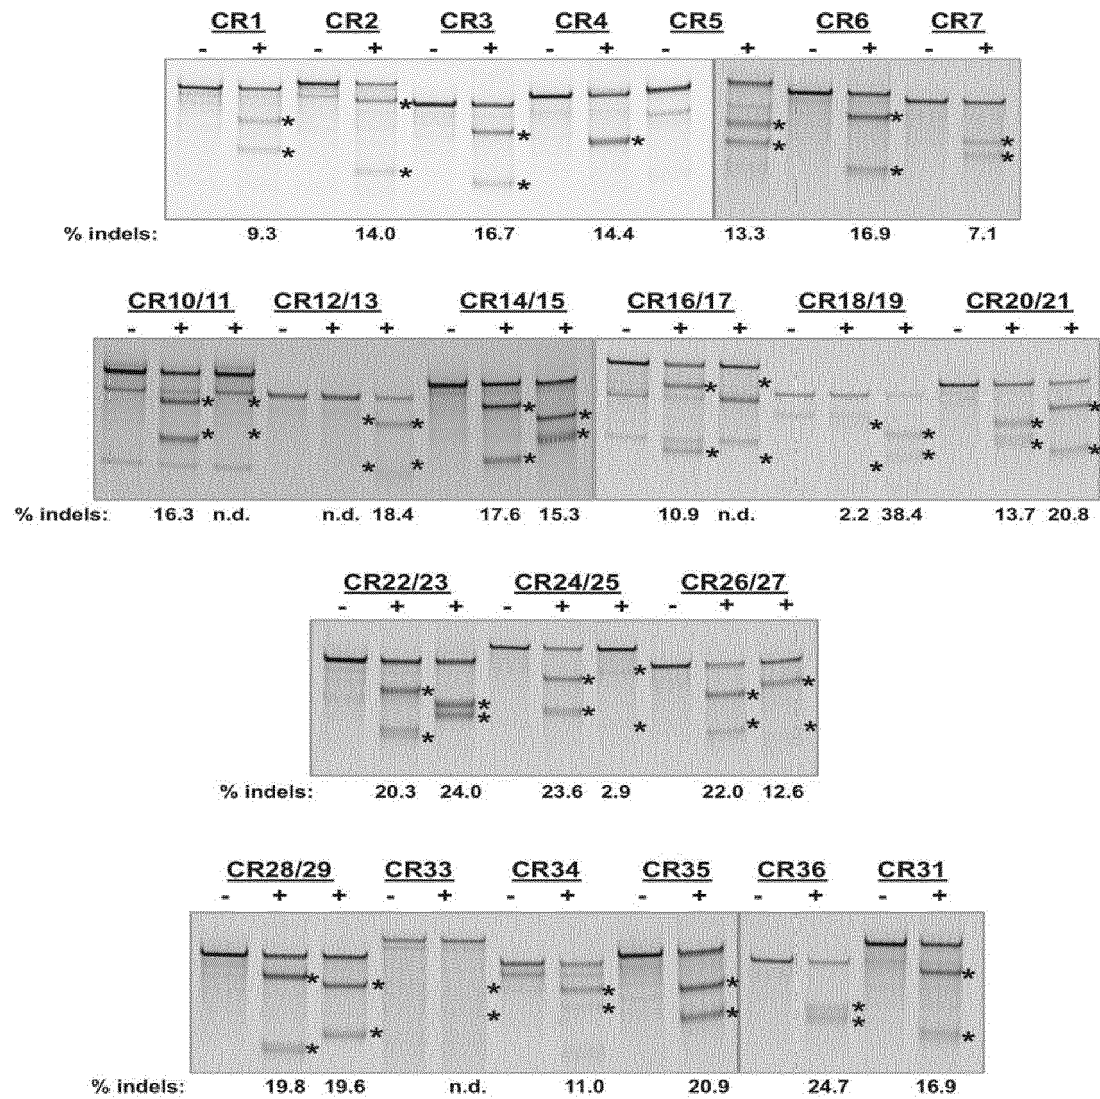 CR1 CR2 CR3 CR4 CR5 CR6 CR7
- + - + - + - + - + - + - +
* * * * * * * * * * * * *
% indels: 9.3 14.0 16.7 14.4 13.3 16.9 7.1
CR10/11 CR12/13 CR14/15 CR16/17 CR18/19 CR20/21
- + + - + + - + + - + + - + + - + +
* * * * * * * * * * * * * * * * * * * * * * * *
% indels: 16.3 n.d. n.d. 18.4 17.6 15.3 10.9 n.d. 2.2 38.4 13.7 20.8
CR22/23 CR24/25 CR26/27
- + + - + + - + +
* * * * * * * * * * * *
% indels: 20.3 24.0 23.6 2.9 22.0 12.6
CR28/29 CR33 CR34 CR35 CR36 CR31
- + + - + - + - + - + - +
* * * * * * * * * * * * * *
% indels: 19.8 19.6 n.d. 11.0 20.9 24.7 16.9